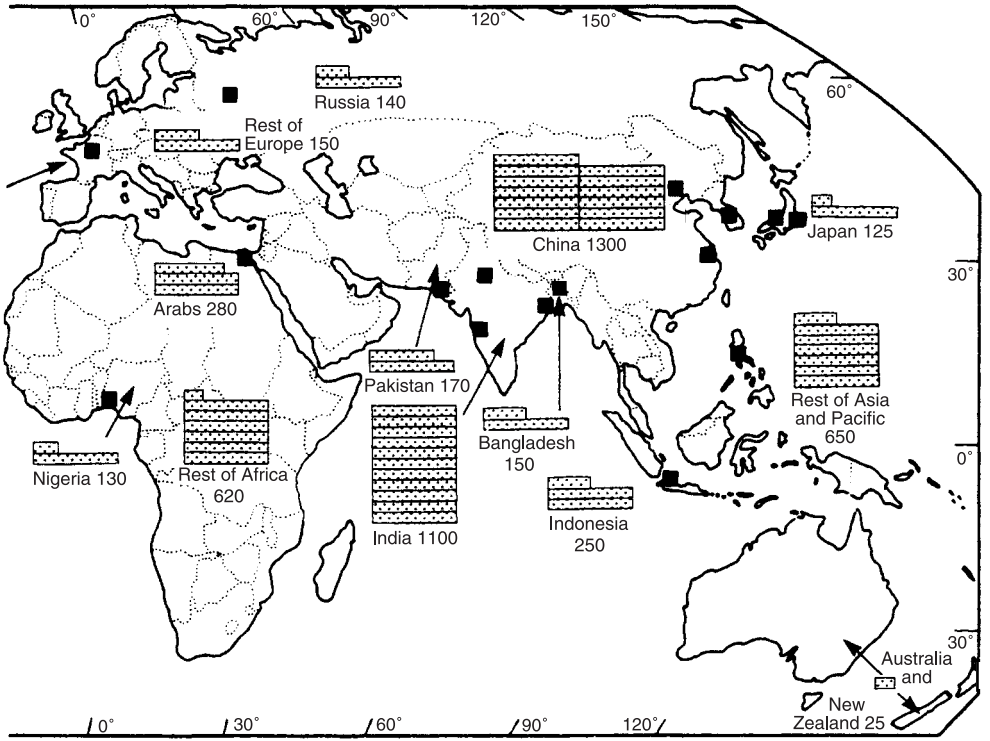 0°
60°
90°
120°
150°
60°
Russia 140
Rest of
Europe 150
China 1300
Japan 125
30°
Arabs 280
Pakistan 170
Rest of Asia
and Pacific
650
Bangladesh
150
0°
Nigeria 130
Rest of Africa
620
India 1100
Indonesia
250
30°
Australia
and
New
Zealand 25
0°
30°
60°
90°
120°